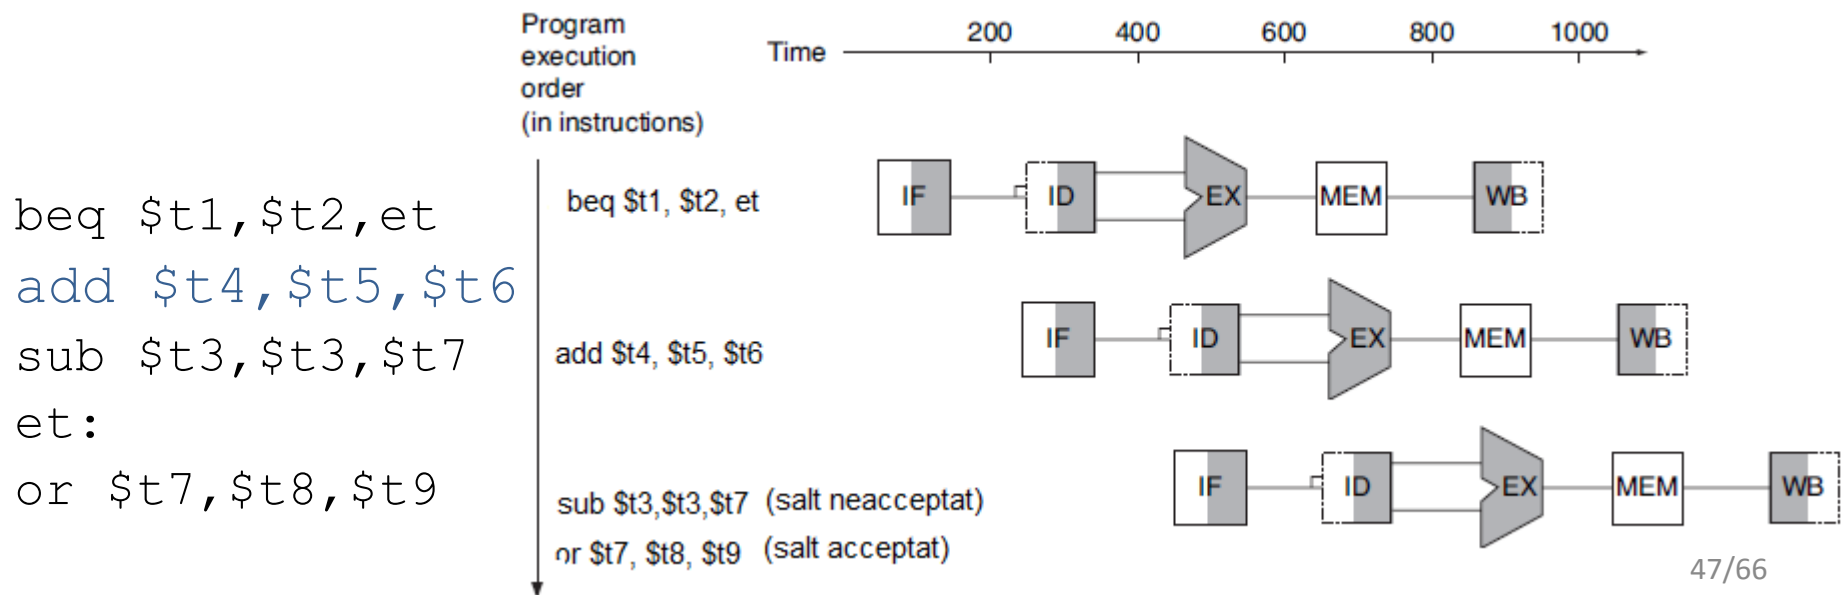 beq $t1,$t2,et
add $t4,$t5,$t6
sub $t3,$t3,$t7
et:
or $t7,$t8,$t9
Program
execution
order
(in instructions)
Time
200 400 600 800 1000
beq $t1, $t2, et
IF ID EX MEM WB
add $t4, $t5, $t6
IF ID EX MEM WB
sub $t3,$t3,$t7 (salt neacceptat)
or $t7, $t8, $t9 (salt acceptat)
IF ID EX MEM WB
47/66